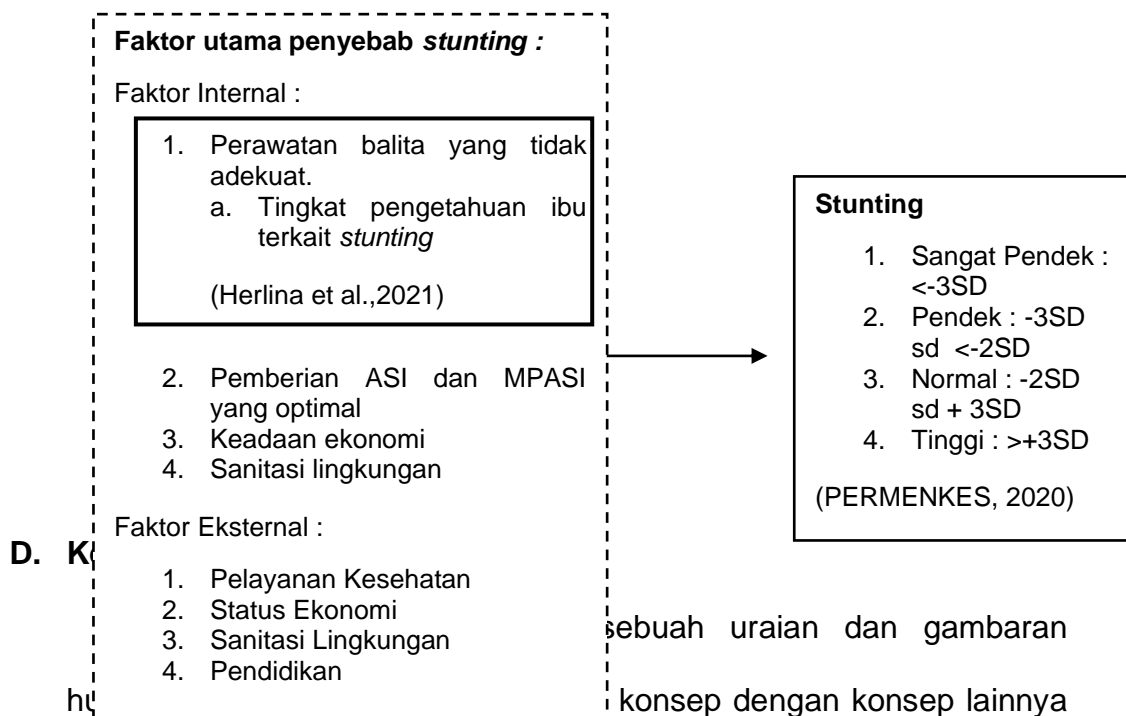 Faktor utama penyebab stunting :
Faktor Internal :
1. Perawatan balita yang tidak
adekuat.
a. Tingkat pengetahuan ibu
terkait stunting
(Herlina et al.,2021)
2. Pemberian ASI dan MPASI
yang optimal
3. Keadaan ekonomi
4. Sanitasi lingkungan
Faktor Eksternal :
1. Pelayanan Kesehatan
2. Status Ekonomi
3. Sanitasi Lingkungan
4. Pendidikan
Stunting
1. Sangat Pendek :
<-3SD
2. Pendek : -3SD
sd <-2SD
3. Normal : -2SD
sd + 3SD
4. Tinggi : >+3SD
(PERMENKES, 2020)
D.
sebuah uraian dan gambaran
konsep dengan konsep lainnya